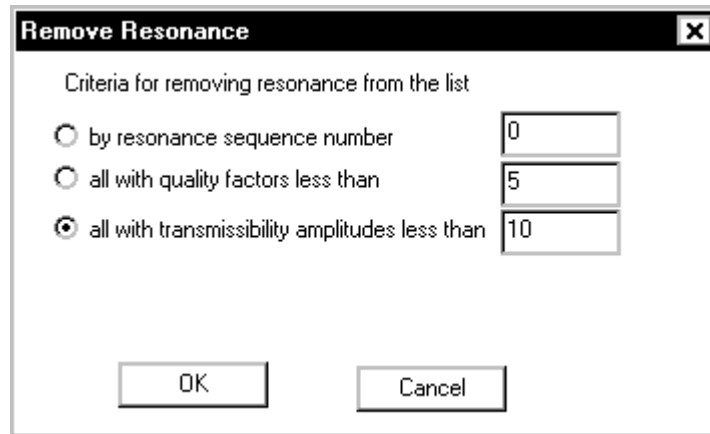 Remove Resonance
Criteria for removing resonance from the list
by resonance sequence number 0
all with quality factors less than 5
all with transmissibility amplitudes less than 10
OK Cancel